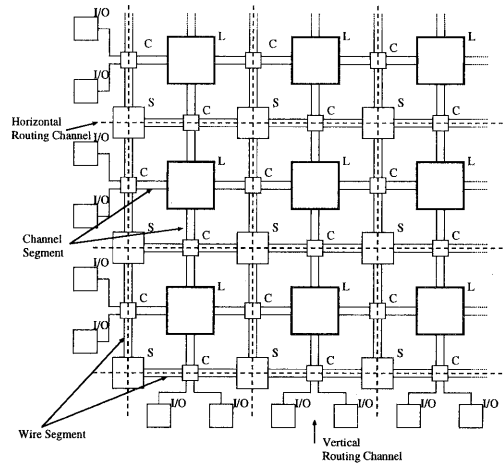 I/O
C L C L C L
I/O
S C S C S C
Horizontal
Routing Channel
I/O
C L C L C L
I/O
S C S C S C
Channel
Segment
I/O
C L C L C L
I/O
S C S C S C
I/O I/O I/O I/O I/O I/O
Wire Segment
Vertical
Routing Channel